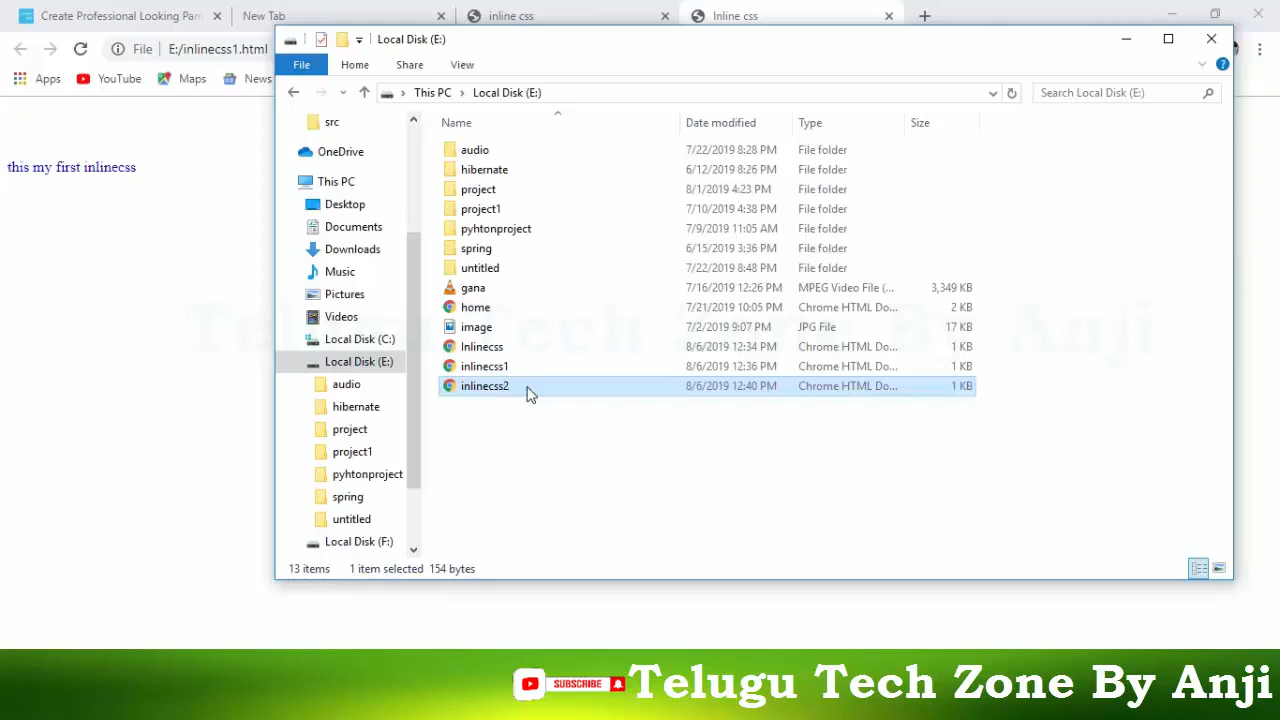 Create Professional Looking Pam
New Tab
inline css
Inline css
File
E:/inlinecss1.html
Apps
YouTube
Maps
News
this my first inlinecss
Local Disk (E:)
File
Home
Share
View
This PC
Local Disk (E:)
Search Local Disk (E:)
Name
Date modified
Type
Size
src
OneDrive
This PC
Desktop
Documents
Downloads
Music
Pictures
Videos
Local Disk (C:)
Local Disk (E:)
audio
hibernate
project
project1
pyhtonproject
spring
untitled
Local Disk (F:)
audio 7/22/2019 8:28 PM File folder
hibernate 6/12/2019 8:26 PM File folder
project 8/1/2019 4:23 PM File folder
project1 7/10/2019 4:38 PM File folder
pyhtonproject 7/9/2019 11:05 AM File folder
spring 6/15/2019 3:36 PM File folder
untitled 7/22/2019 8:48 PM File folder
gana 7/16/2019 12:26 PM MPEG Video File (... 3,349 KB
home 7/21/2019 10:05 PM Chrome HTML Do... 2 KB
image 7/2/2019 9:07 PM JPG File 17 KB
Inlinecss 8/6/2019 12:34 PM Chrome HTML Do... 1 KB
inlinecss1 8/6/2019 12:36 PM Chrome HTML Do... 1 KB
inlinecss2 8/6/2019 12:40 PM Chrome HTML Do... 1 KB
Telugu Tech Zone By Anji
13 items 1 item selected 154 bytes
SUBSCRIBE
Telugu Tech Zone By Anji